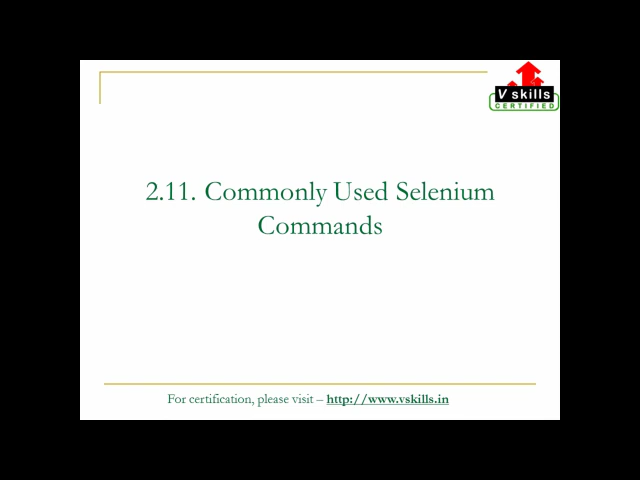 V skills
CERTIFIED
2.11. Commonly Used Selenium
Commands
For certification, please visit – http://www.vskills.in